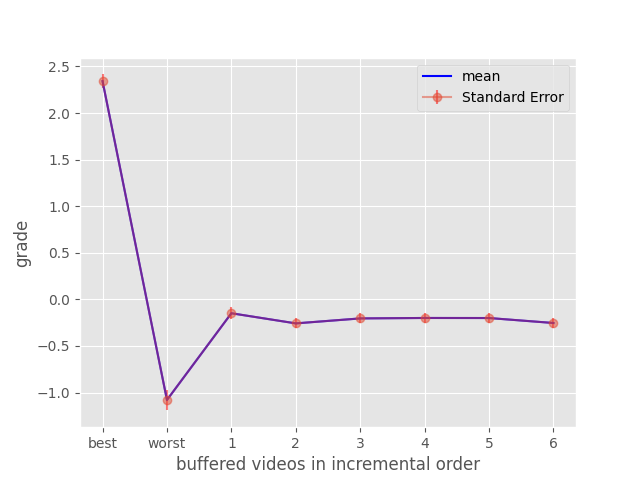 mean
Standard Error
2.5
2.0
1.5
1.0
0.5
0.0
−0.5
−1.0
grade
best worst 1 2 3 4 5 6
buffered videos in incremental order